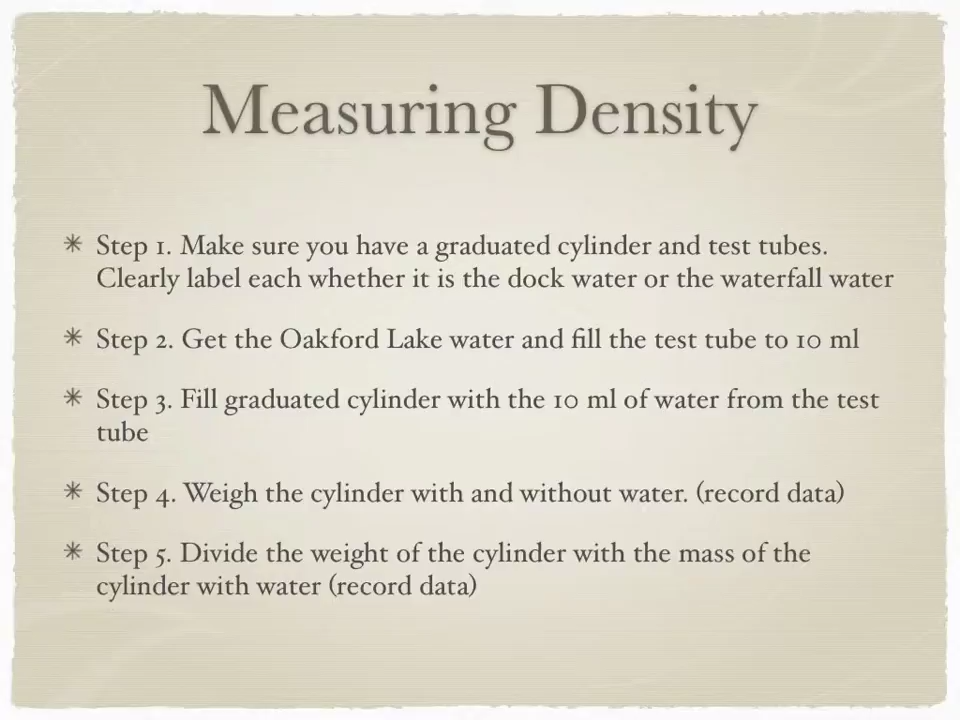 Measuring Density
✳ Step 1. Make sure you have a graduated cylinder and test tubes.
Clearly label each whether it is the dock water or the waterfall water
✳ Step 2. Get the Oakford Lake water and fill the test tube to 10 ml
✳ Step 3. Fill graduated cylinder with the 10 ml of water from the test
tube
✳ Step 4. Weigh the cylinder with and without water. (record data)
✳ Step 5. Divide the weight of the cylinder with the mass of the
cylinder with water (record data)